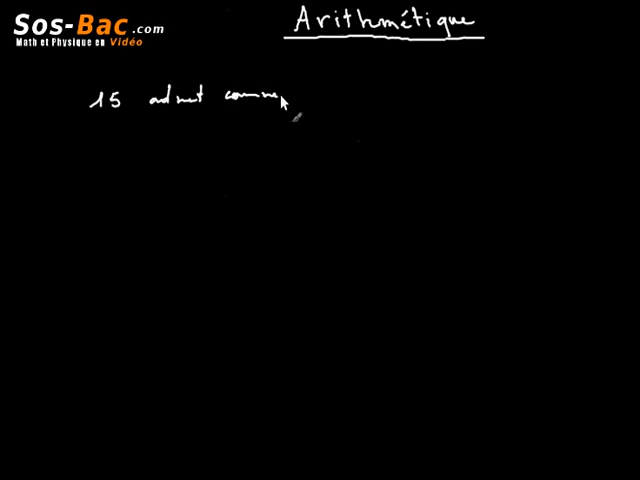 Sos-Bac.com
Math et Physique en Vidéo
Arithmétique
15 admet comme